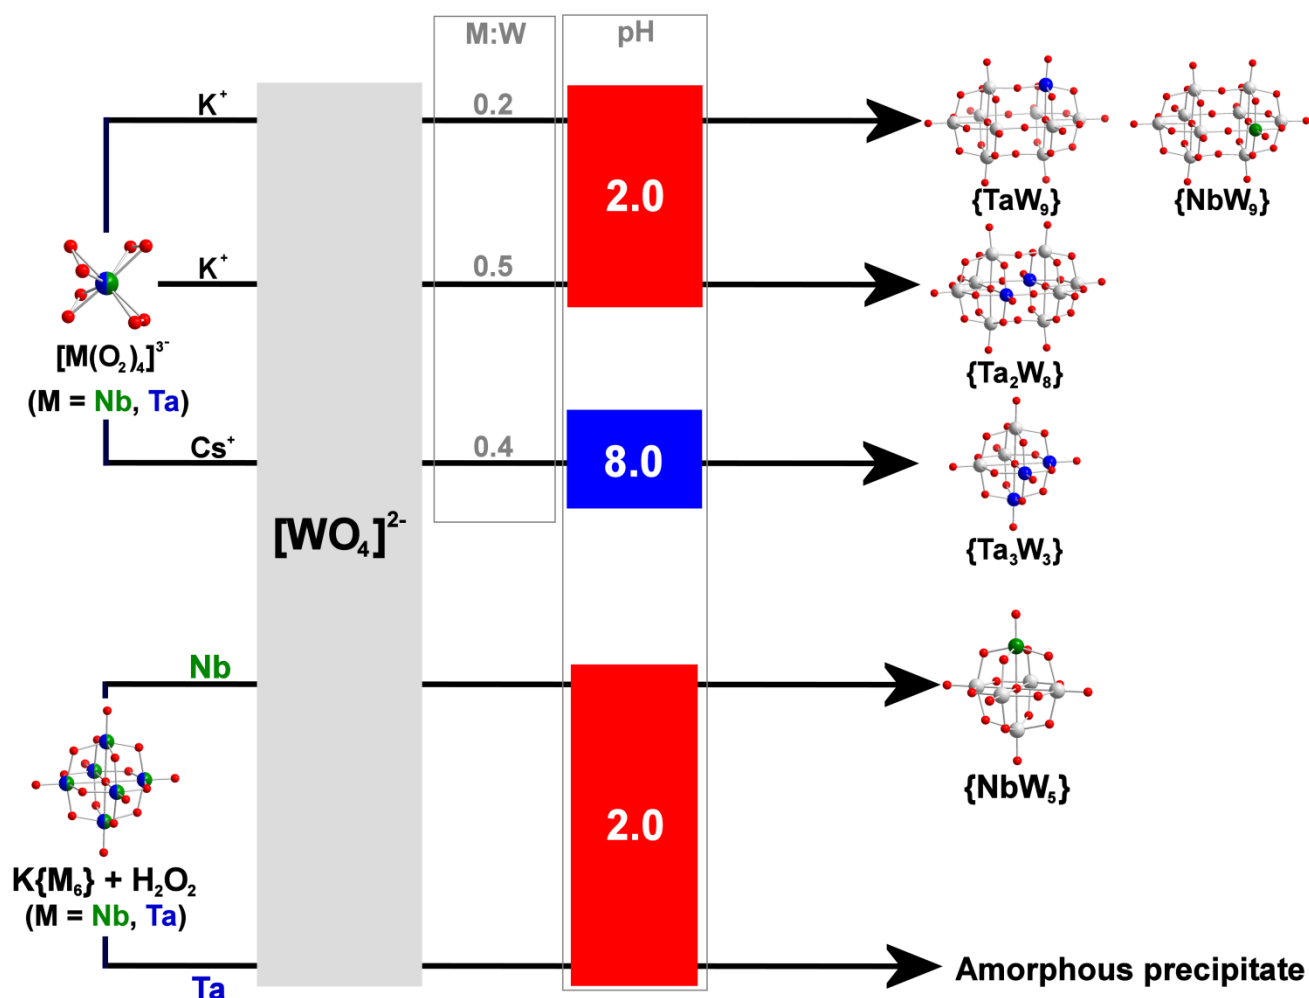 M:W
pH
K⁺
0.2
2.0
{TaW₉}
{NbW₉}
K⁺
0.5
[M(O₂)₄]³⁻
(M = Nb, Ta)
{Ta₂W₈}
Cs⁺
0.4
8.0
[WO₄]²⁻
{Ta₃W₃}
Nb
2.0
{NbW₅}
K{M₆} + H₂O₂
(M = Nb, Ta)
Ta
Amorphous precipitate